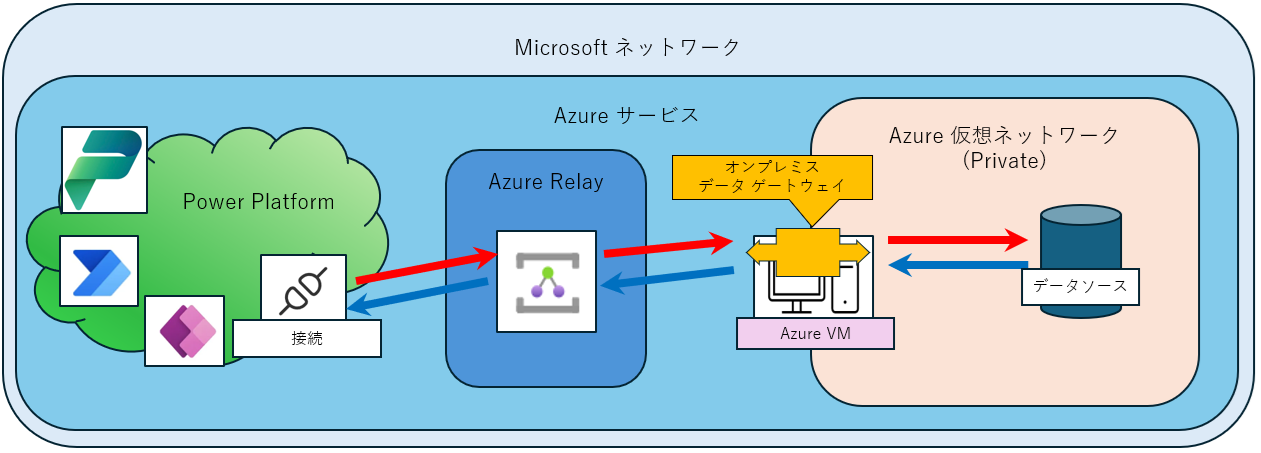 Microsoft ネットワーク
Azure サービス
Azure 仮想ネットワーク
(Private)
オンプレミス
データ ゲートウェイ
Azure Relay
Power Platform
データソース
接続
Azure VM